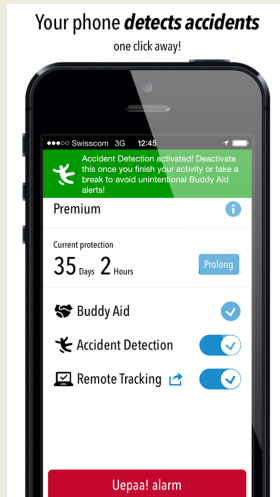 Your phone detects accidents
one click away!
Swisscom 3G 12:45
Accident Detection activated! Deactivate
this once you finish your activity or take a
break to avoid unintentional Buddy Aid
alerts!
Premium
Current protection
35 Days 2 Hours
Prolong
Buddy Aid
Accident Detection
Remote Tracking
Uepaa! alarm